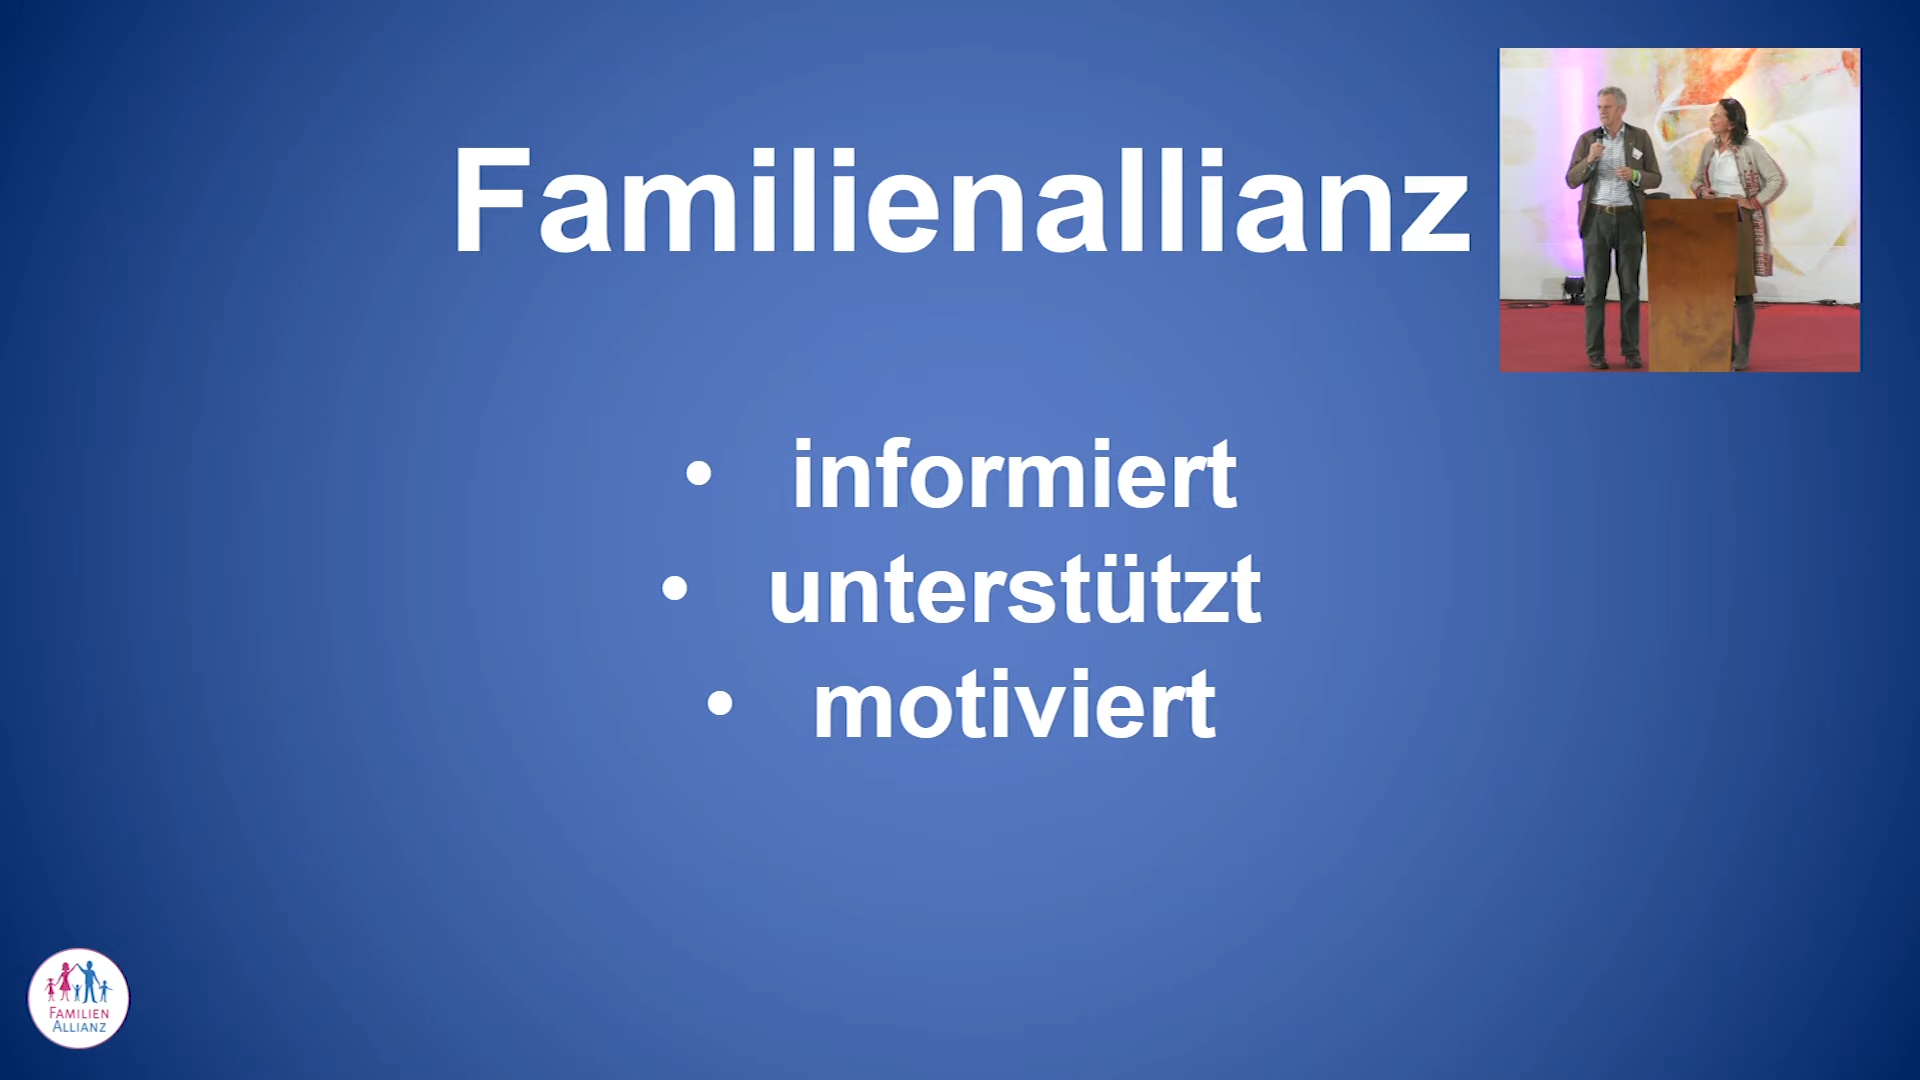 Familienallianz
• informiert
• unterstützt
• motiviert
FAMILIEN
ALLIANZ